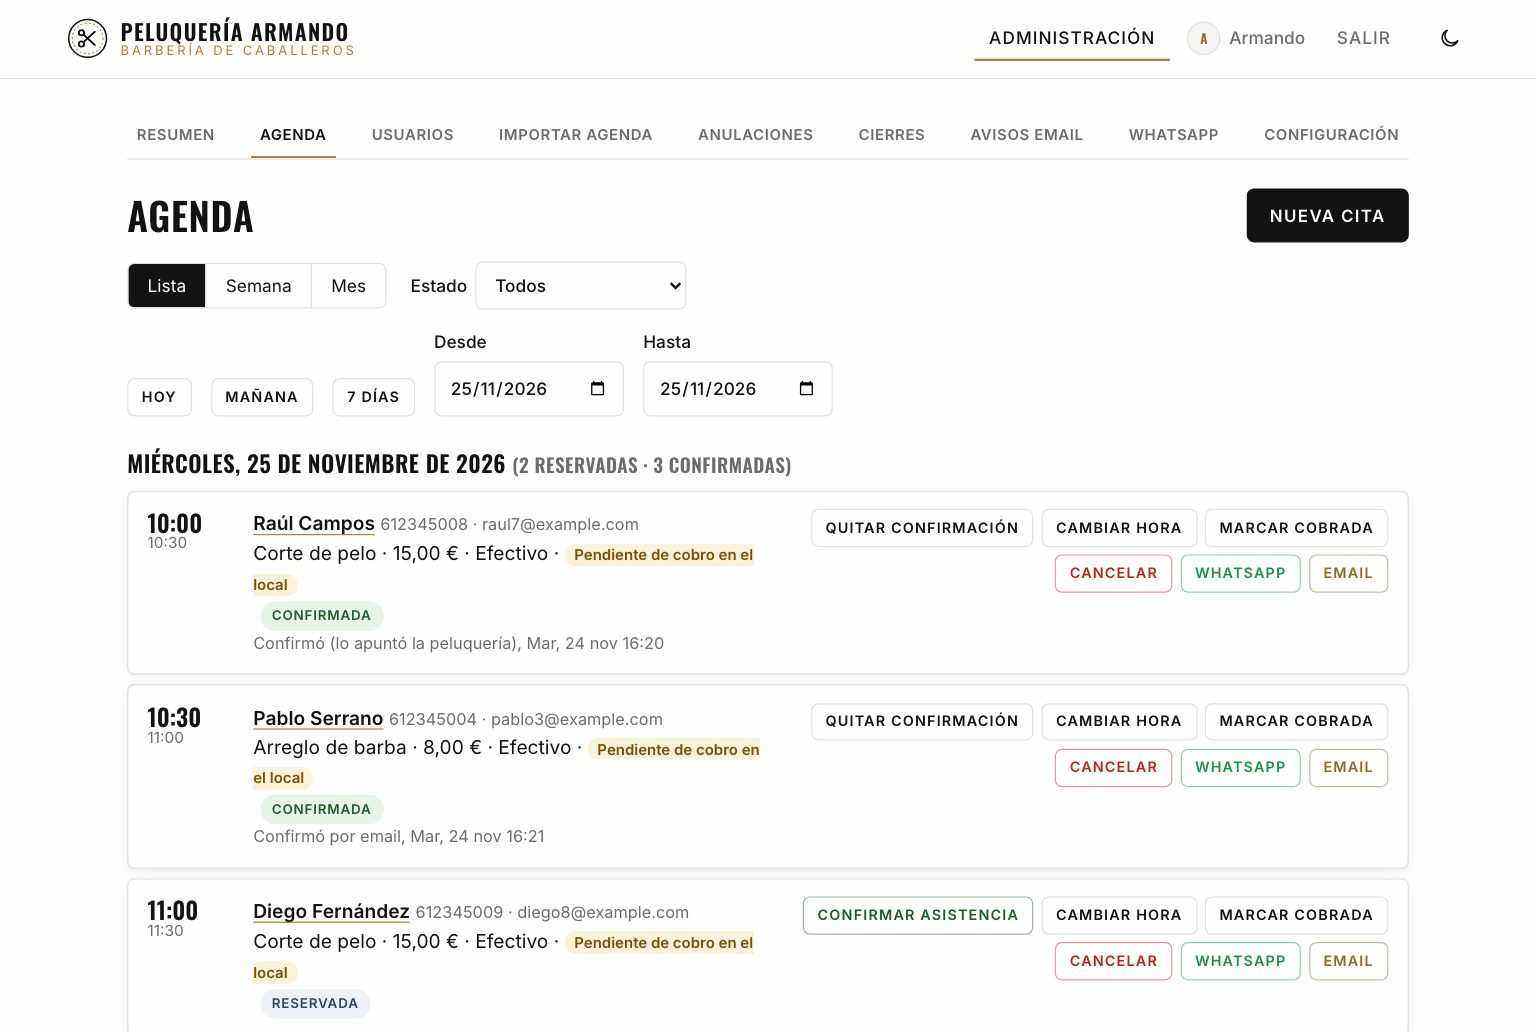 PELUQUERÍA ARMANDO
BARBERÍA DE CABALLEROS
ADMINISTRACIÓN
A
Armando
SALIR
RESUMEN
AGENDA
USUARIOS
IMPORTAR AGENDA
ANULACIONES
CIERRES
AVISOS EMAIL
WHATSAPP
CONFIGURACIÓN
AGENDA
NUEVA CITA
Lista
Semana
Mes
Estado
Todos
Desde
Hasta
HOY
MAÑANA
7 DÍAS
25/11/2026
25/11/2026
MIÉRCOLES, 25 DE NOVIEMBRE DE 2026 (2 RESERVADAS · 3 CONFIRMADAS)
10:00
10:30
Raúl Campos 612345008 · raul7@example.com
Corte de pelo · 15,00 € · Efectivo · Pendiente de cobro en el
local
CONFIRMADA
Confirmó (lo apuntó la peluquería), Mar, 24 nov 16:20
QUITAR CONFIRMACIÓN
CAMBIAR HORA
MARCAR COBRADA
CANCELAR
WHATSAPP
EMAIL
10:30
11:00
Pablo Serrano 612345004 · pablo3@example.com
Arreglo de barba · 8,00 € · Efectivo · Pendiente de cobro en
el local
CONFIRMADA
Confirmó por email, Mar, 24 nov 16:21
QUITAR CONFIRMACIÓN
CAMBIAR HORA
MARCAR COBRADA
CANCELAR
WHATSAPP
EMAIL
11:00
11:30
Diego Fernández 612345009 · diego8@example.com
Corte de pelo · 15,00 € · Efectivo · Pendiente de cobro en el
local
RESERVADA
CONFIRMAR ASISTENCIA
CAMBIAR HORA
MARCAR COBRADA
CANCELAR
WHATSAPP
EMAIL